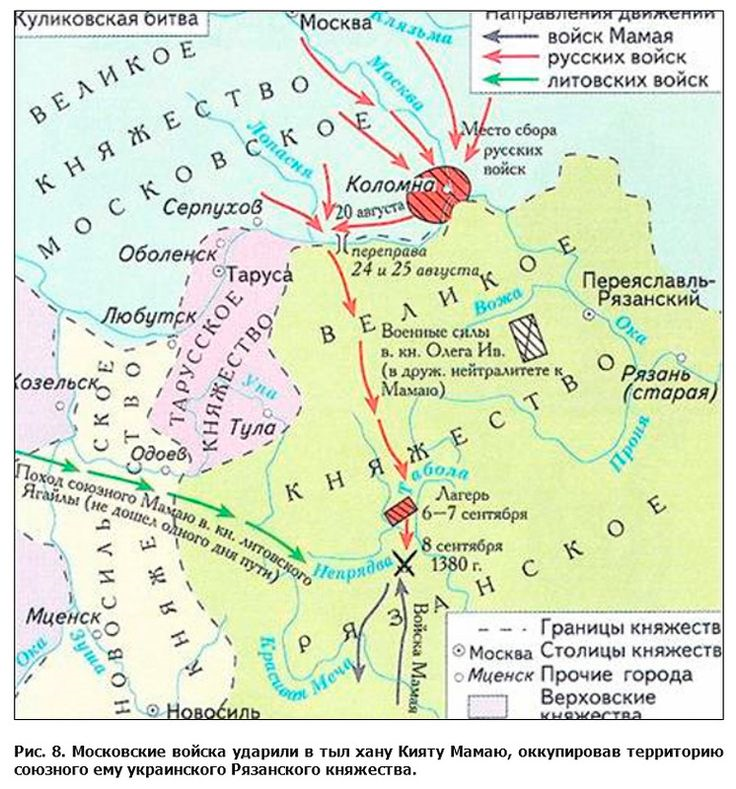 Куликовская битва
Направления движений
войск Мамая
русских войск
литовских войск
Москва
Клязьма
Москва
ВЕЛИКОЕ
КНЯЖЕСТВО
МОСКОВСКОЕ
Лопасня
Место сбора
русских
войск
Коломна
20 августа
Серпухов
переправа
24 и 25 августа
Оболенск
Таруса
Любутск
ТАРУССКОЕ
КНЯЖЕСТВО
Упа
Тула
Козельск
Одоев
ВЕЛИКОЕ
КНЯЖЕСТВО
РЯЗАНСКОЕ
Вожа
Переяславль-
Рязанский
Ока
Военные силы
в. кн. Олега Ив.
(в друж. нейтралитете к
Мамаю)
Рязань
(старая)
Проня
Табола
Лагерь
6–7 сентября
8 сентября
1380 г.
Непрядва
Поход союзного Мамаю в. кн. литовского
Ягайлы (не дошел одного дня пути)
НОВОСИЛЬСКОЕ
КНЯЖЕСТВО
Мценск
Ока
Зуша
Новосиль
Красивая Меча
Войска Мамая
Границы княжеств
Москва Столицы княжеств
Мценск Прочие города
Верховские
княжества
Рис. 8. Московские войска ударили в тыл хану Кияту Мамаю, оккупировав территорию
союзного ему украинского Рязанского княжества.